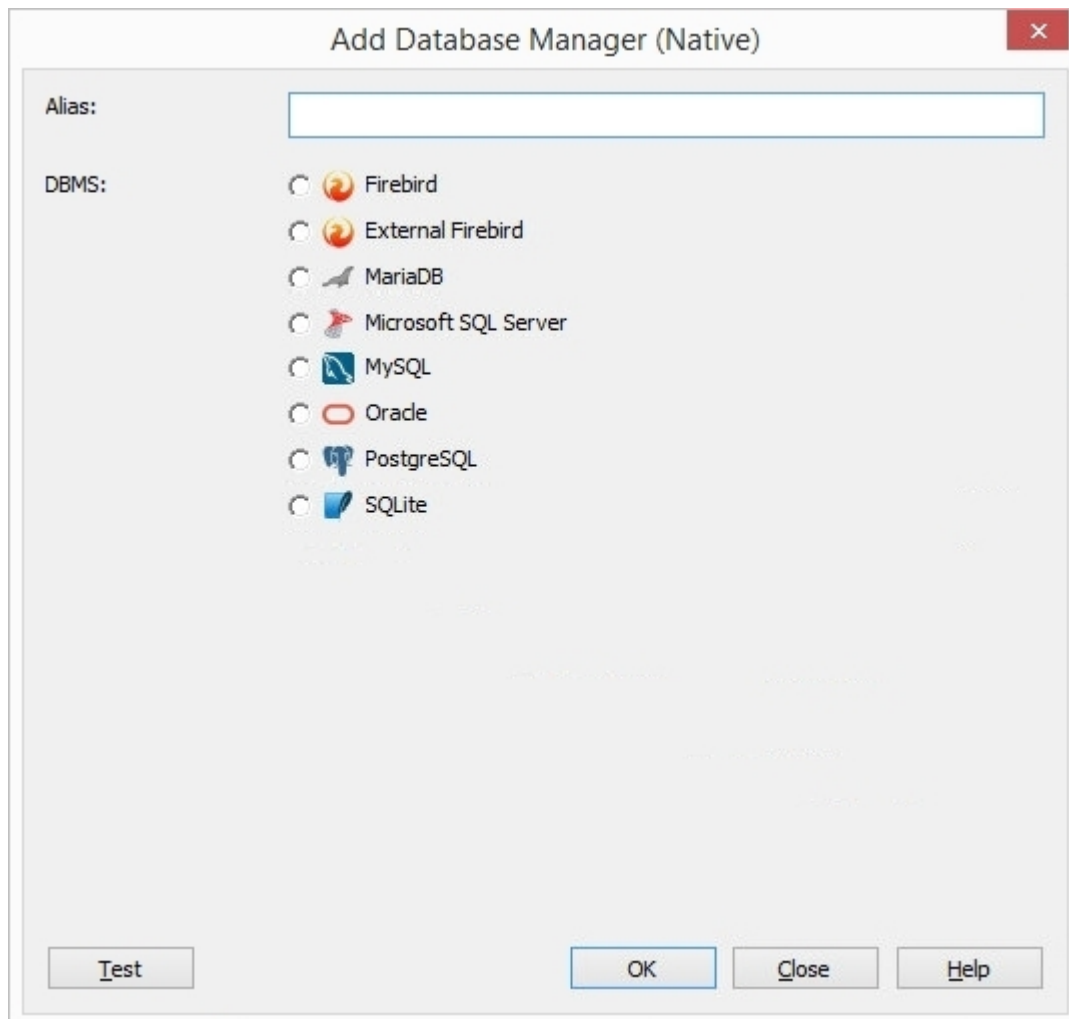 Add Database Manager (Native)
Alias:
DBMS:
Firebird
External Firebird
MariaDB
Microsoft SQL Server
MySQL
Oracle
PostgreSQL
SQLite
Test
OK
Close
Help